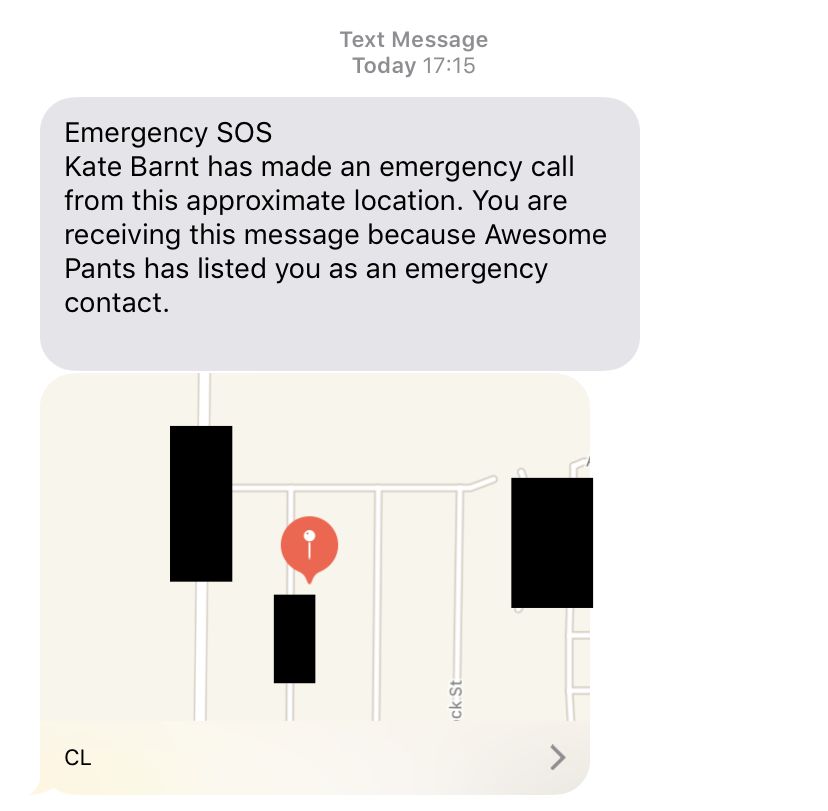 Text Message
Today 17:15
Emergency SOS
Kate Barnt has made an emergency call
from this approximate location. You are
receiving this message because Awesome
Pants has listed you as an emergency
contact.
ck St
CL